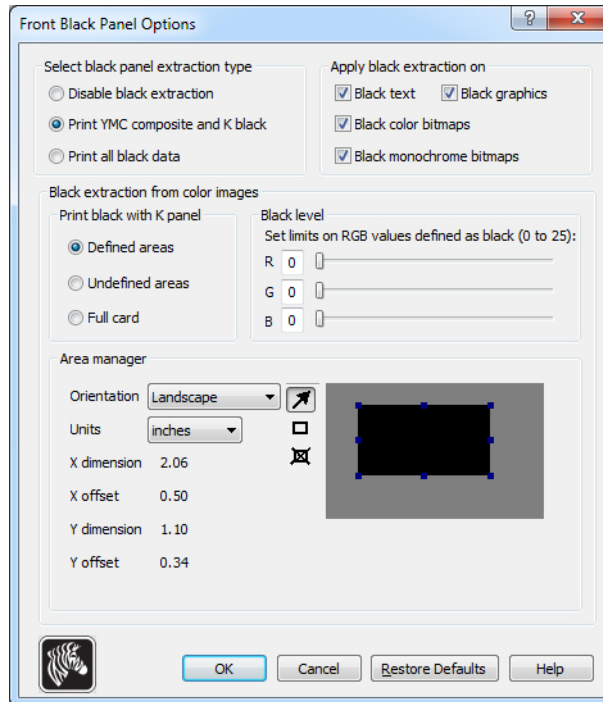 Front Black Panel Options
?
Select black panel extraction type
Disable black extraction
Print YMC composite and K black
Print all black data
Apply black extraction on
Black text Black graphics
Black color bitmaps
Black monochrome bitmaps
Black extraction from color images
Print black with K panel
Defined areas
Undefined areas
Full card
Black level
Set limits on RGB values defined as black (0 to 25):
R 0
G 0
B 0
Area manager
Orientation Landscape
Units inches
X dimension 2.06
X offset 0.50
Y dimension 1.10
Y offset 0.34
OK Cancel Restore Defaults Help